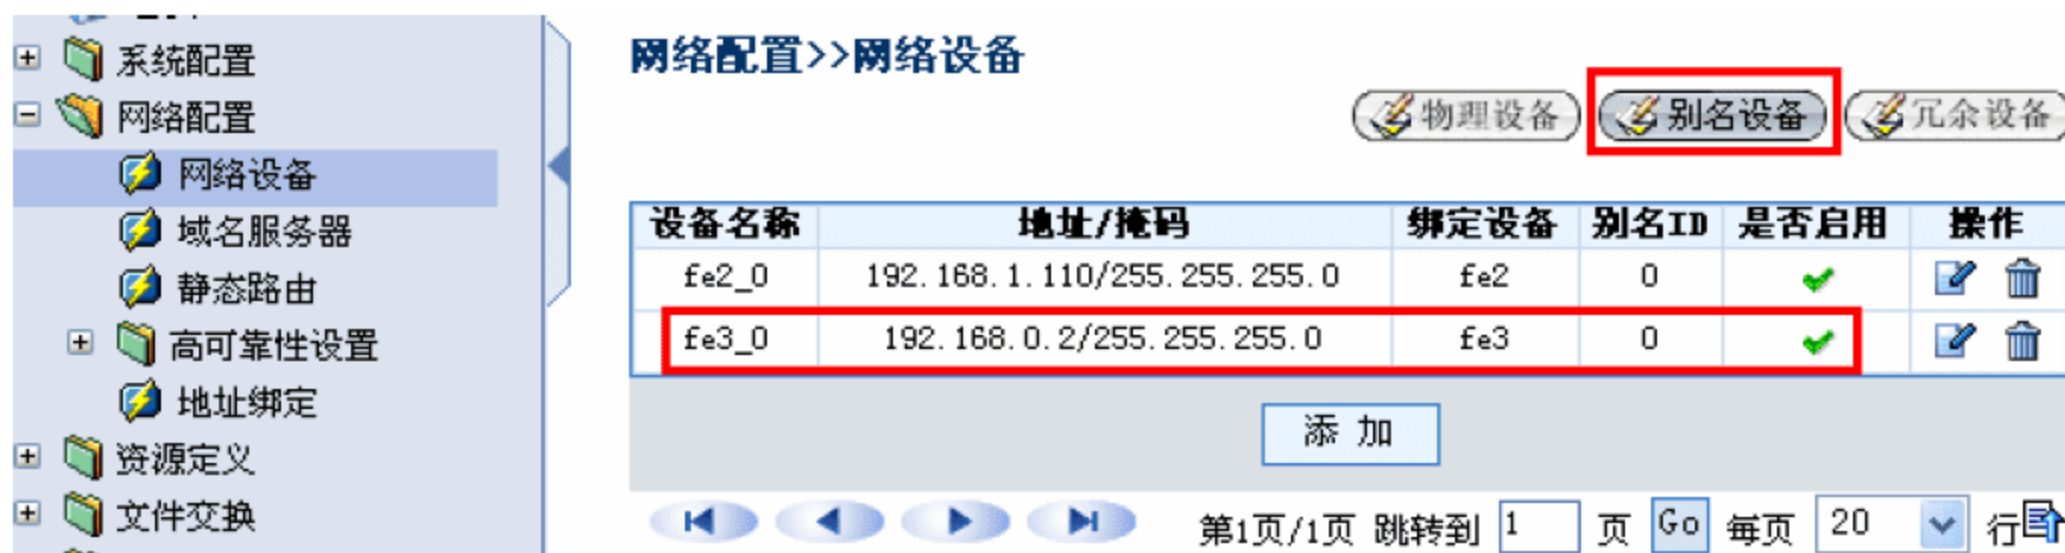 系统配置
网络配置
网络设备
域名服务器
静态路由
高可靠性设置
地址绑定
资源定义
文件交换
网络配置>>网络设备
物理设备 别名设备 冗余设备
设备名称 地址/掩码 绑定设备 别名ID 是否启用 操作
fe2_0 192.168.1.110/255.255.255.0 fe2 0
fe3_0 192.168.0.2/255.255.255.0 fe3 0
添 加
第1页/1页 跳转到 1 页 Go 每页 20 行